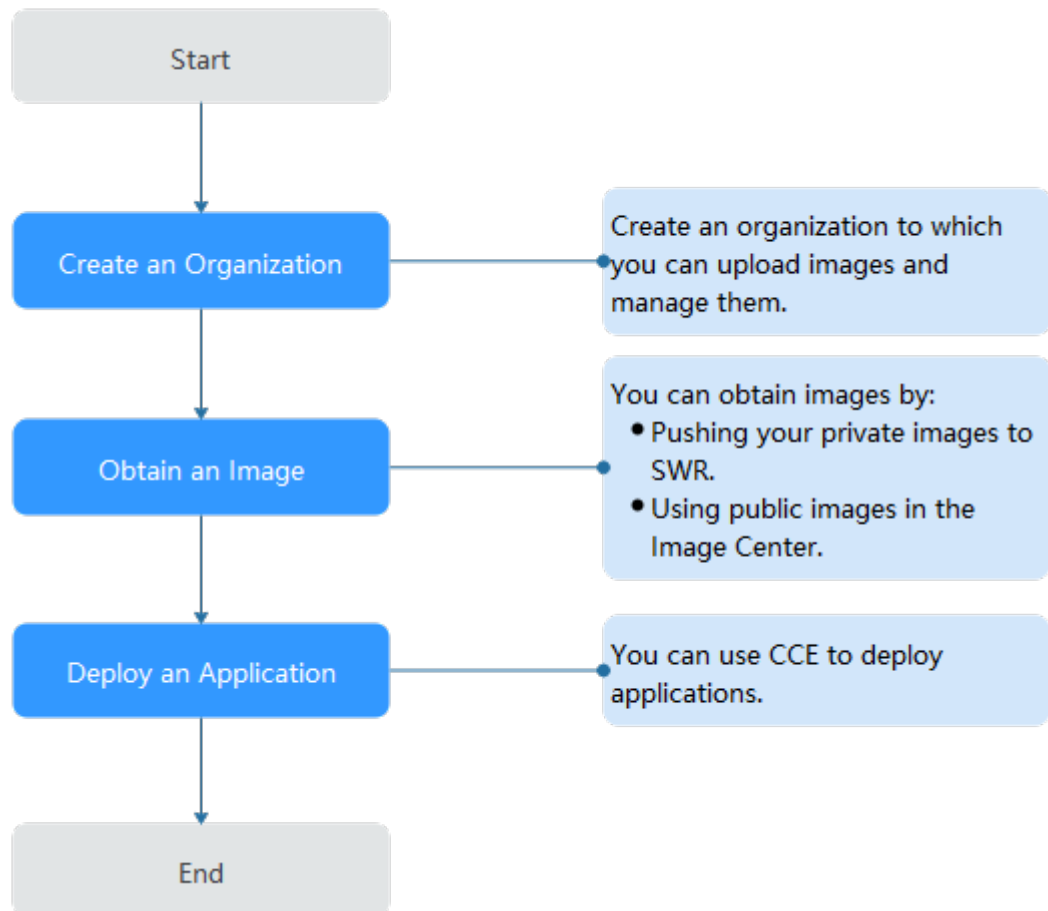 Start
Create an Organization
Create an organization to which
you can upload images and
manage them.
Obtain an Image
You can obtain images by:
● Pushing your private images to
SWR.
● Using public images in the
Image Center.
Deploy an Application
You can use CCE to deploy
applications.
End